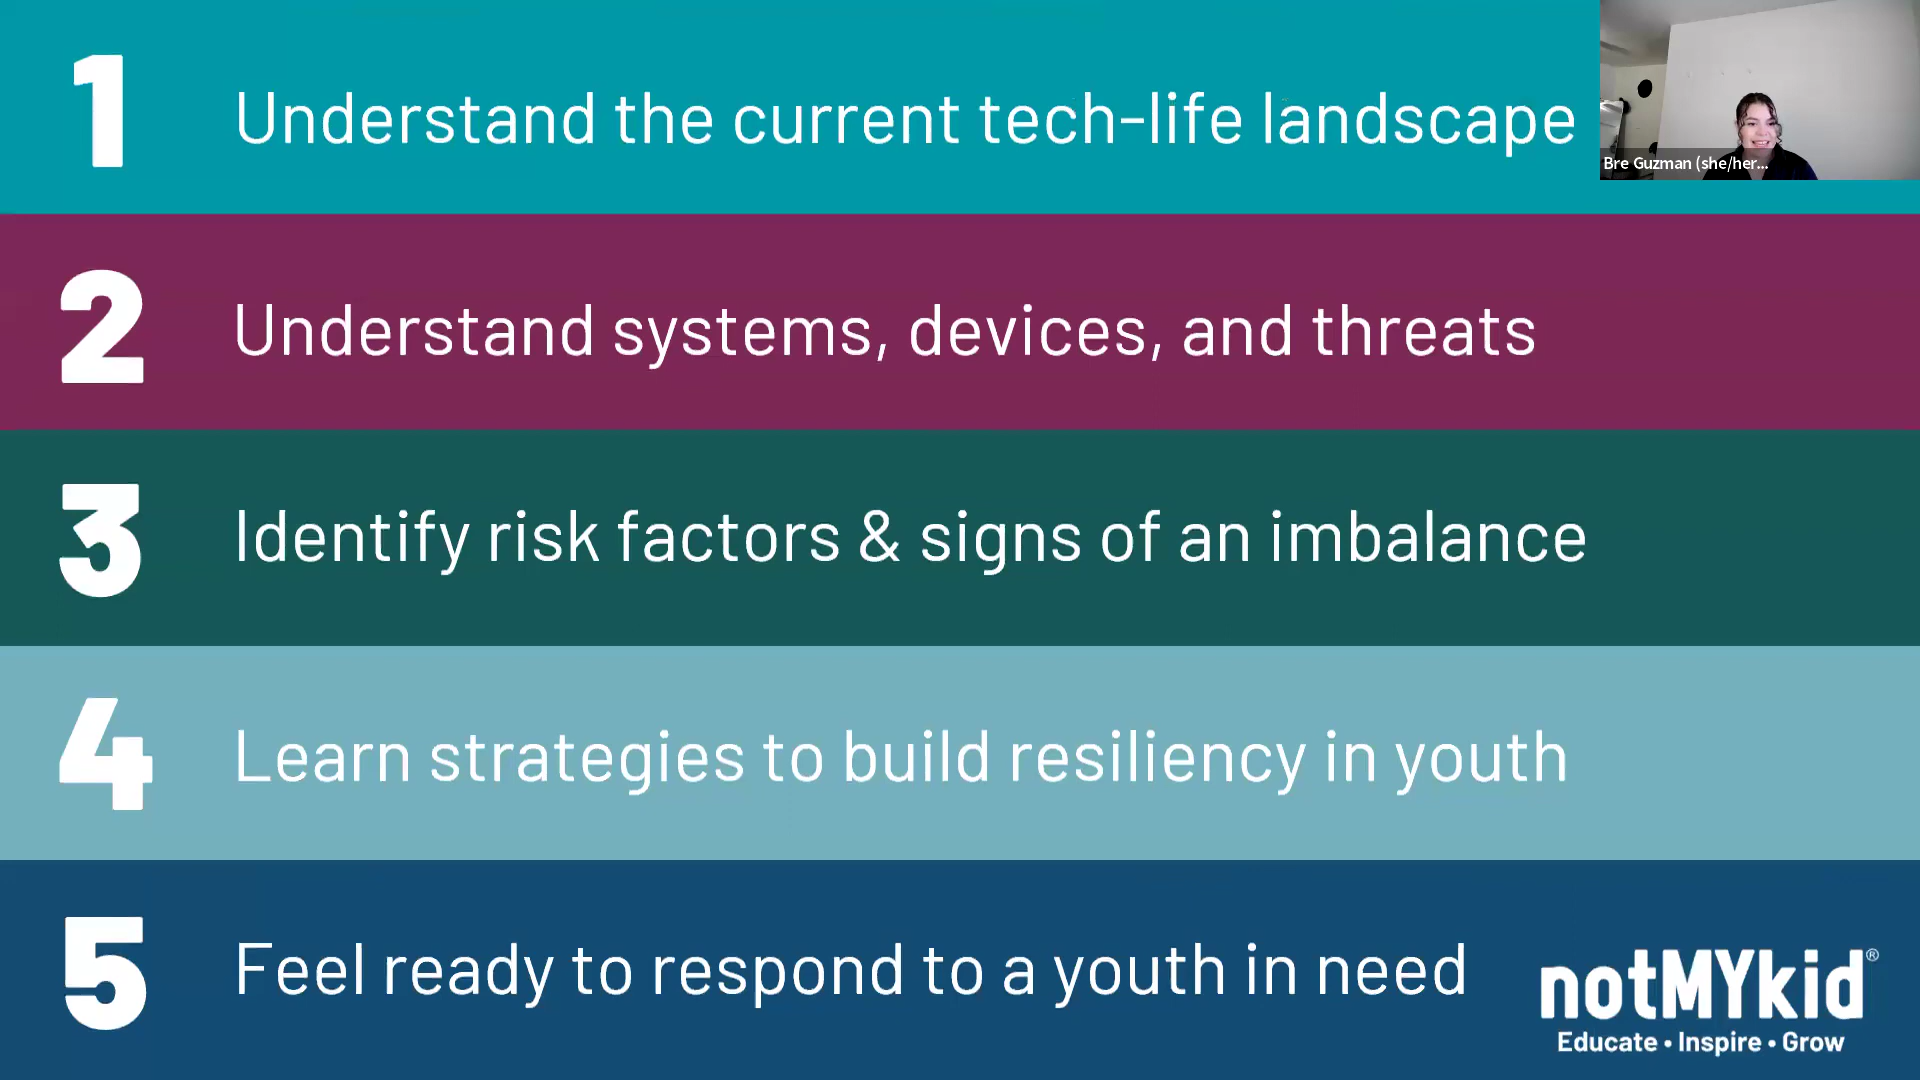 1
Understand the current tech-life landscape
Bre Guzman (she/her...
2
Understand systems, devices, and threats
3
Identify risk factors & signs of an imbalance
4
Learn strategies to build resiliency in youth
5
Feel ready to respond to a youth in need
notMYkid®
Educate • Inspire • Grow